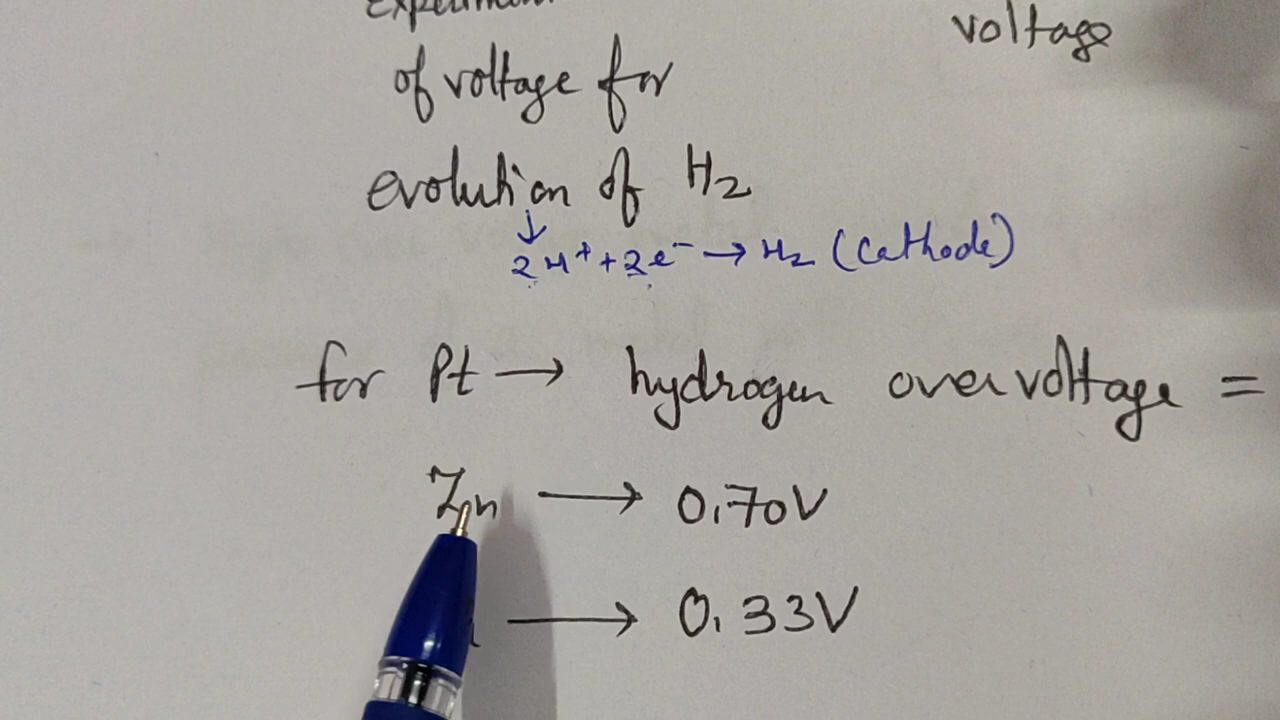 voltage
of voltage for
evolution of H₂
↓
2H⁺ + 2e⁻ → H₂ (Cathode)
for Pt → hydrogen overvoltage =
Zn → 0.70V
→ 0.33V